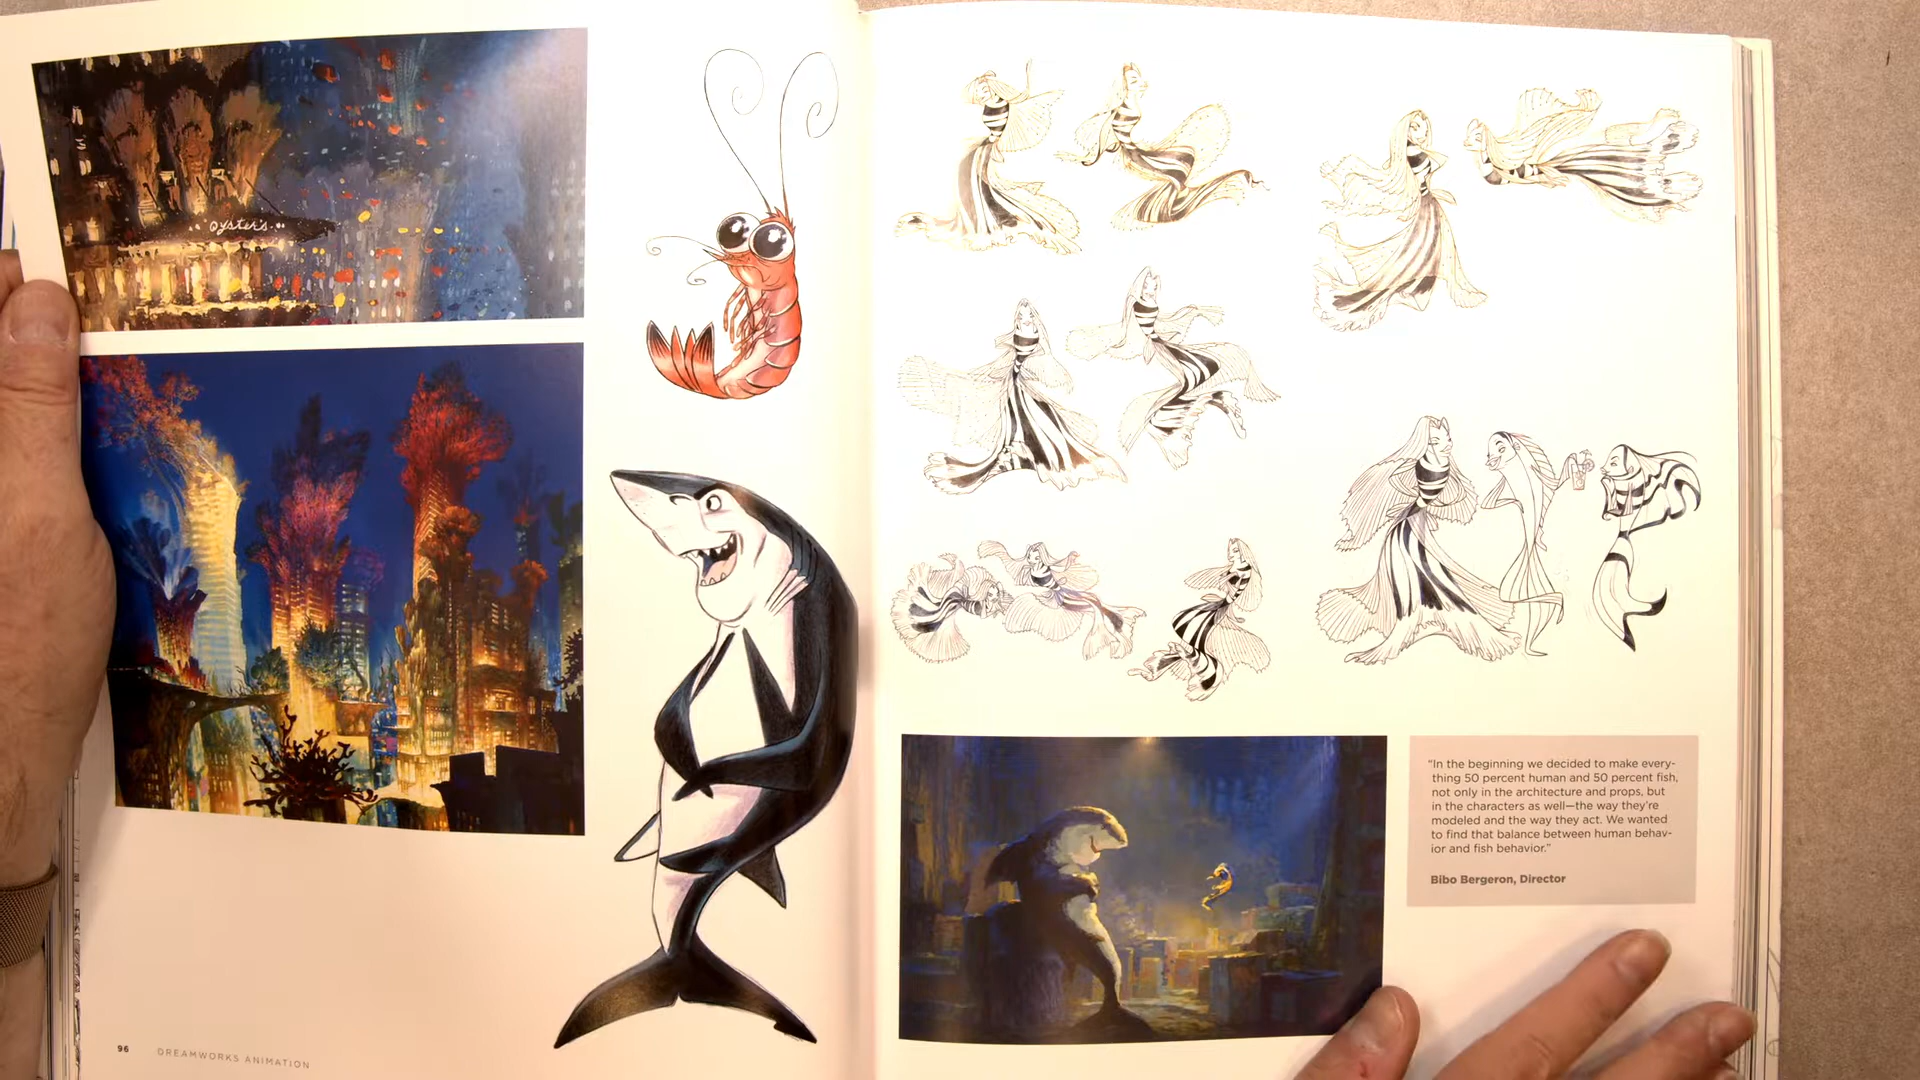 Oyster's
96 DREAMWORKS ANIMATION
“In the beginning we decided to make every-
thing 50 percent human and 50 percent fish,
not only in the architecture and props, but
in the characters as well—the way they’re
modeled and the way they act. We wanted
to find that balance between human behav-
ior and fish behavior.”
Bibo Bergeron, Director